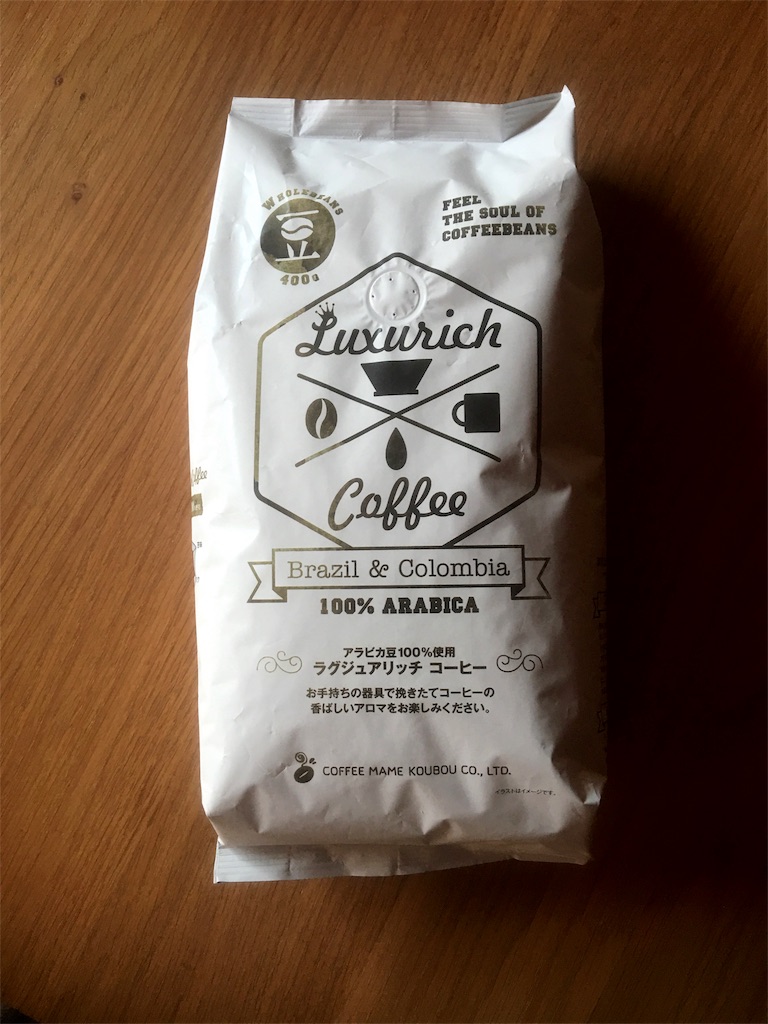 WHOLEBEANS
豆
400g
FEEL
THE SOUL OF
COFFEEBEANS
Luxurich
Coffee
Brazil & Colombia
100% ARABICA
アラビカ豆100%使用
ラグジュアリッチ コーヒー
お手持ちの器具で挽きたてコーヒーの
香ばしいアロマをお楽しみください。
COFFEE MAME KOUBOU CO., LTD.
イラストはイメージです。